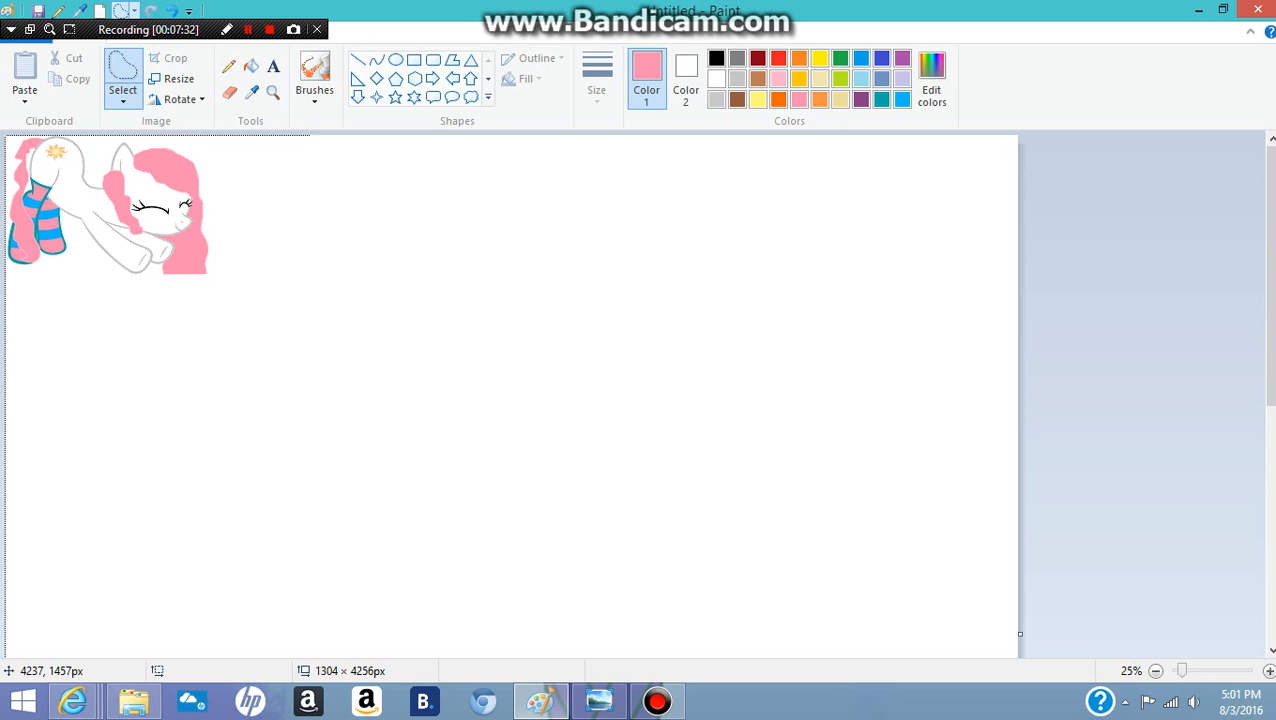 Untitled - Paint
www.Bandicam.com
Recording [00:07:32]
Paste
Cut
Copy
Clipboard
Select
Crop
Resize
Rotate
Image
A
Tools
Brushes
Outline
Fill
Shapes
Size
Color
1
Color
2
Edit
colors
Colors
4237, 1457px
1304 × 4256px
25%
hp
a
a
B.
?
5:01 PM
8/3/2016